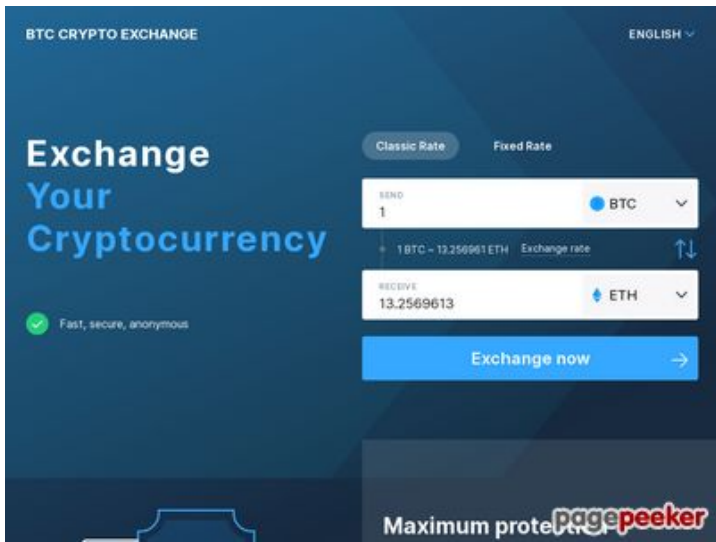 BTC CRYPTO EXCHANGE
ENGLISH
Exchange
Your
Cryptocurrency
Fast, secure, anonymous
Classic Rate
Fixed Rate
SEND
1
BTC
1 BTC ~ 13.256961 ETH Exchange rate
RECEIVE
13.2569613
ETH
Exchange now
Maximum protection
pagepeeker